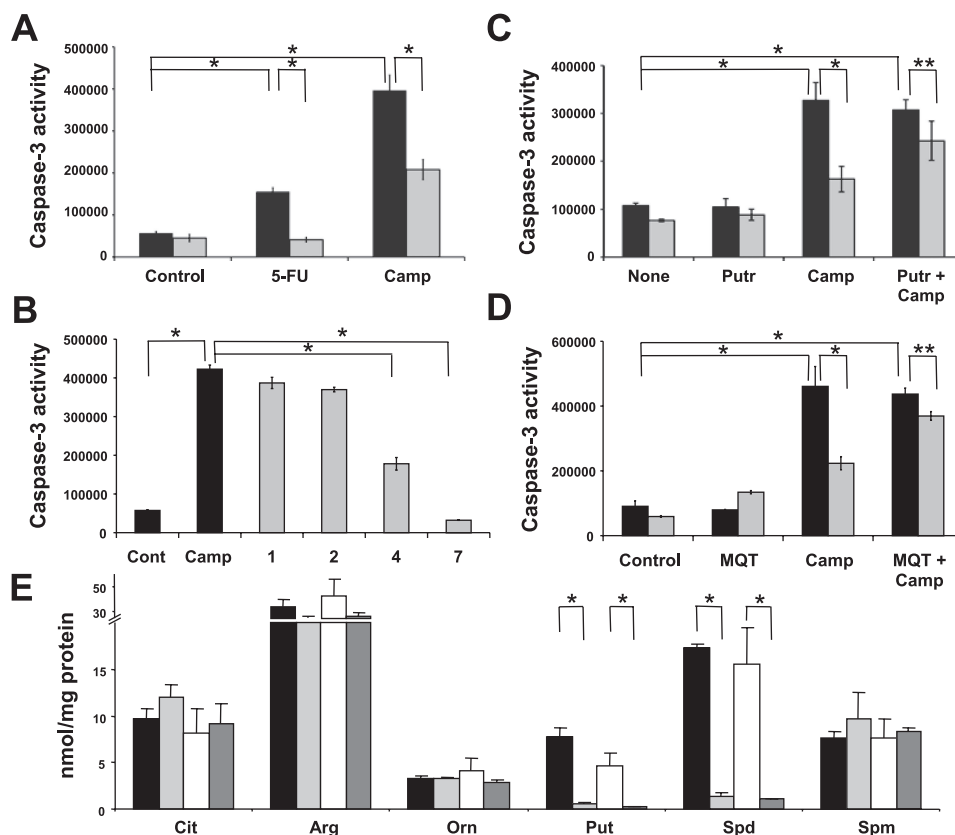 A
Caspase-3 activity
500000
400000
300000
200000
100000
0
* * * *
Control 5-FU Camp
B
Caspase-3 activity
500000
400000
300000
200000
100000
0
* * *
Cont Camp 1 2 4 7
C
Caspase-3 activity
400000
300000
200000
100000
0
* * * **
None Putr Camp Putr +
Camp
D
Caspase-3 activity
600000
400000
200000
0
* * * **
Control MQT Camp MQT +
Camp
E
nmol/mg protein
50
30
15
10
5
0
* * * *
Cit Arg Orn Put Spd Spm